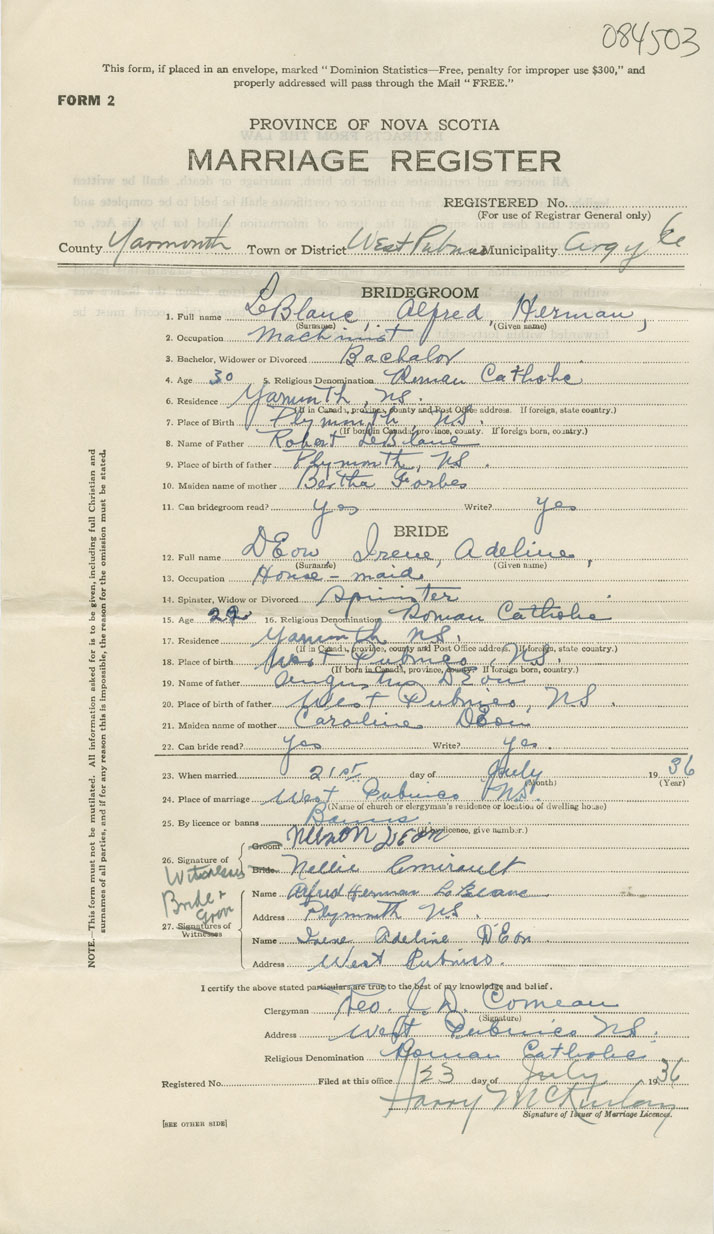 084503
This form, if placed in an envelope, marked "Dominion Statistics—Free, penalty for improper use $300," and
properly addressed will pass through the Mail "FREE."
FORM 2
PROVINCE OF NOVA SCOTIA
MARRIAGE REGISTER
REGISTERED No.
(For use of Registrar General only)
County Yarmouth Town or District West Pubnico Municipality Argyle
BRIDEGROOM
1. Full name LeBlanc, Alfred, Herman,
(Surname) (Given name)
2. Occupation Machinist
3. Bachelor, Widower or Divorced Bachalor
4. Age 30 5. Religious Denomination Roman Catholic
6. Residence Yarmouth, NS.
(If in Canada, province, county and Post Office address. If foreign, state country.)
7. Place of Birth Plymouth, NS.
(If born in Canada, province, county. If foreign born, country.)
8. Name of Father Robert LeBlanc
9. Place of birth of father Plymouth, NS.
10. Maiden name of mother Bertha Forbes
11. Can bridegroom read? Yes Write? Yes
BRIDE
12. Full name DEon Irene, Adeline,
(Surname) (Given name)
13. Occupation House-maid
14. Spinster, Widow or Divorced Spinister
15. Age 16. Religious Denomination Roman Catholic
17. Residence Yarmouth NS.
(If in Canada, province, county and Post Office address. If foreign, state country.)
18. Place of birth West Pubnico, NS.
(If born in Canada, province, county. If foreign born, country.)
19. Name of father DEon
20. Place of birth of father West Pubnico, NS.
21. Maiden name of mother Caroline DEon
22. Can bride read? Yes Write? Yes.
23. When married 21st day of July 1936
(Month) (Year)
24. Place of marriage West Pubnico NS.
(Name of church or clergyman's residence or location of dwelling house)
25. By licence or banns Banns
(If by licence, give number.)
Groom DEON
26. Signature of
Witnesses
Bride Nellie Amirault
Bride + Groom
Name Alfred Herman LeBlanc
Address Plymouth NS.
27. Signatures of
Witnesses
Name Irene Adeline D'Eon
Address West Pubnico.
I certify the above stated particulars are true to the best of my knowledge and belief.
Clergyman Leo. J. D. Comeau
(Signature)
Address West Pubnico NS.
Religious Denomination Roman Catholic
Registered No. Filed at this office 23 day of July 1936
Harry McKinlay
Signature of Issuer of Marriage Licences.
[SEE OTHER SIDE]
NOTE.—This form must not be mutilated. All information asked for is to be given, including full Christian and
surnames of all parties, and if for any reason this is impossible, the reason for the omission must be stated.